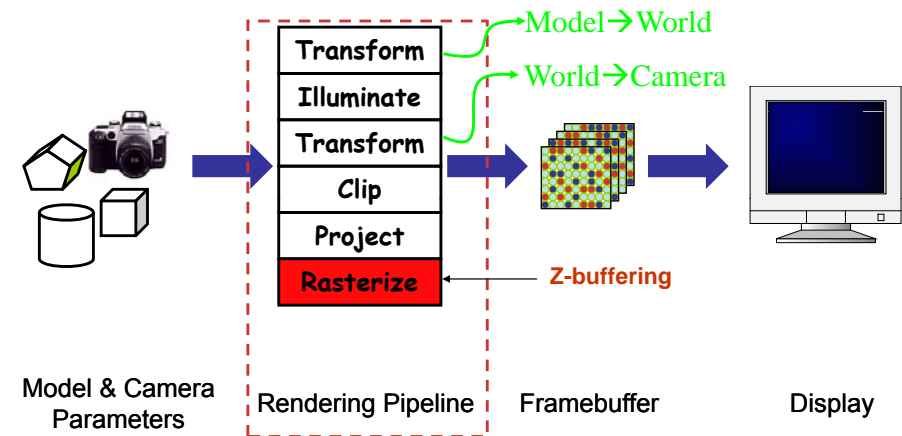 Transform
Illuminate
Transform
Clip
Project
Rasterize
Model→World
World→Camera
Z-buffering
Model & Camera
Parameters
Rendering Pipeline
Framebuffer
Display